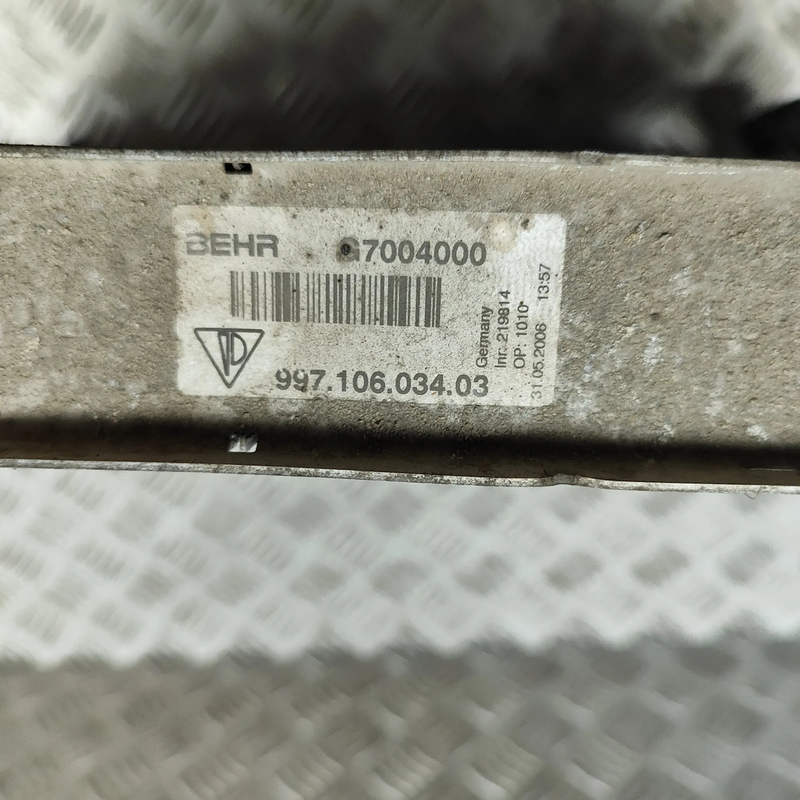 BEHR G7004000
997.106.034.03
Germany
Inr. 219814
OP: 1010
31.05.2006 13:57